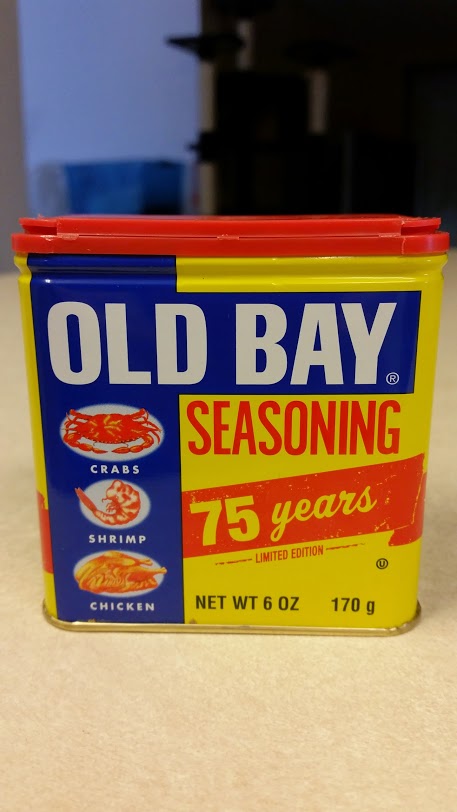 OLD BAY®
SEASONING
CRABS
SHRIMP
CHICKEN
75 years
LIMITED EDITION
U
NET WT 6 OZ 170 g